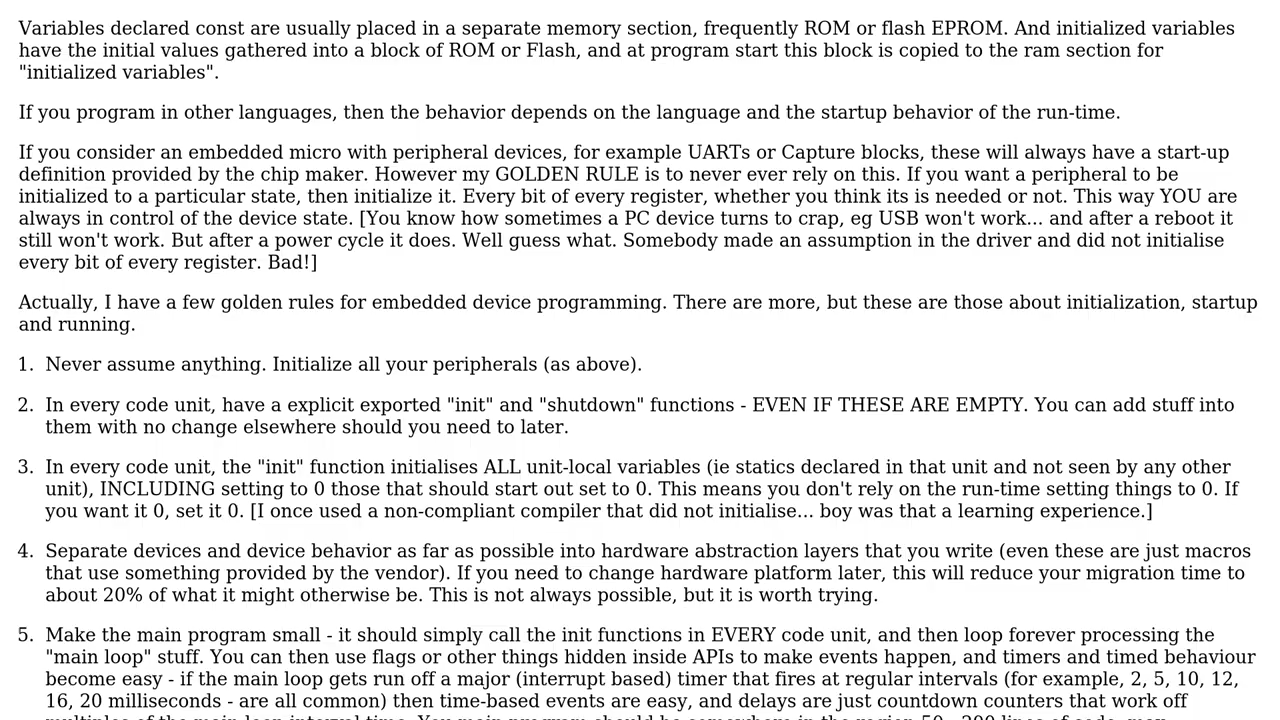 Variables declared const are usually placed in a separate memory section, frequently ROM or flash EPROM. And initialized variables
have the initial values gathered into a block of ROM or Flash, and at program start this block is copied to the ram section for
"initialized variables".
If you program in other languages, then the behavior depends on the language and the startup behavior of the run-time.
If you consider an embedded micro with peripheral devices, for example UARTs or Capture blocks, these will always have a start-up
definition provided by the chip maker. However my GOLDEN RULE is to never ever rely on this. If you want a peripheral to be
initialized to a particular state, then initialize it. Every bit of every register, whether you think its is needed or not. This way YOU are
always in control of the device state. [You know how sometimes a PC device turns to crap, eg USB won't work... and after a reboot it
still won't work. But after a power cycle it does. Well guess what. Somebody made an assumption in the driver and did not initialise
every bit of every register. Bad!]
Actually, I have a few golden rules for embedded device programming. There are more, but these are those about initialization, startup
and running.
1. Never assume anything. Initialize all your peripherals (as above).
2. In every code unit, have a explicit exported "init" and "shutdown" functions - EVEN IF THESE ARE EMPTY. You can add stuff into
them with no change elsewhere should you need to later.
3. In every code unit, the "init" function initialises ALL unit-local variables (ie statics declared in that unit and not seen by any other
unit), INCLUDING setting to 0 those that should start out set to 0. This means you don't rely on the run-time setting things to 0. If
you want it 0, set it 0. [I once used a non-compliant compiler that did not initialise... boy was that a learning experience.]
4. Separate devices and device behavior as far as possible into hardware abstraction layers that you write (even these are just macros
that use something provided by the vendor). If you need to change hardware platform later, this will reduce your migration time to
about 20% of what it might otherwise be. This is not always possible, but it is worth trying.
5. Make the main program small - it should simply call the init functions in EVERY code unit, and then loop forever processing the
"main loop" stuff. You can then use flags or other things hidden inside APIs to make events happen, and timers and timed behaviour
become easy - if the main loop gets run off a major (interrupt based) timer that fires at regular intervals (for example, 2, 5, 10, 12,
16, 20 milliseconds - are all common) then time-based events are easy, and delays are just countdown counters that work off